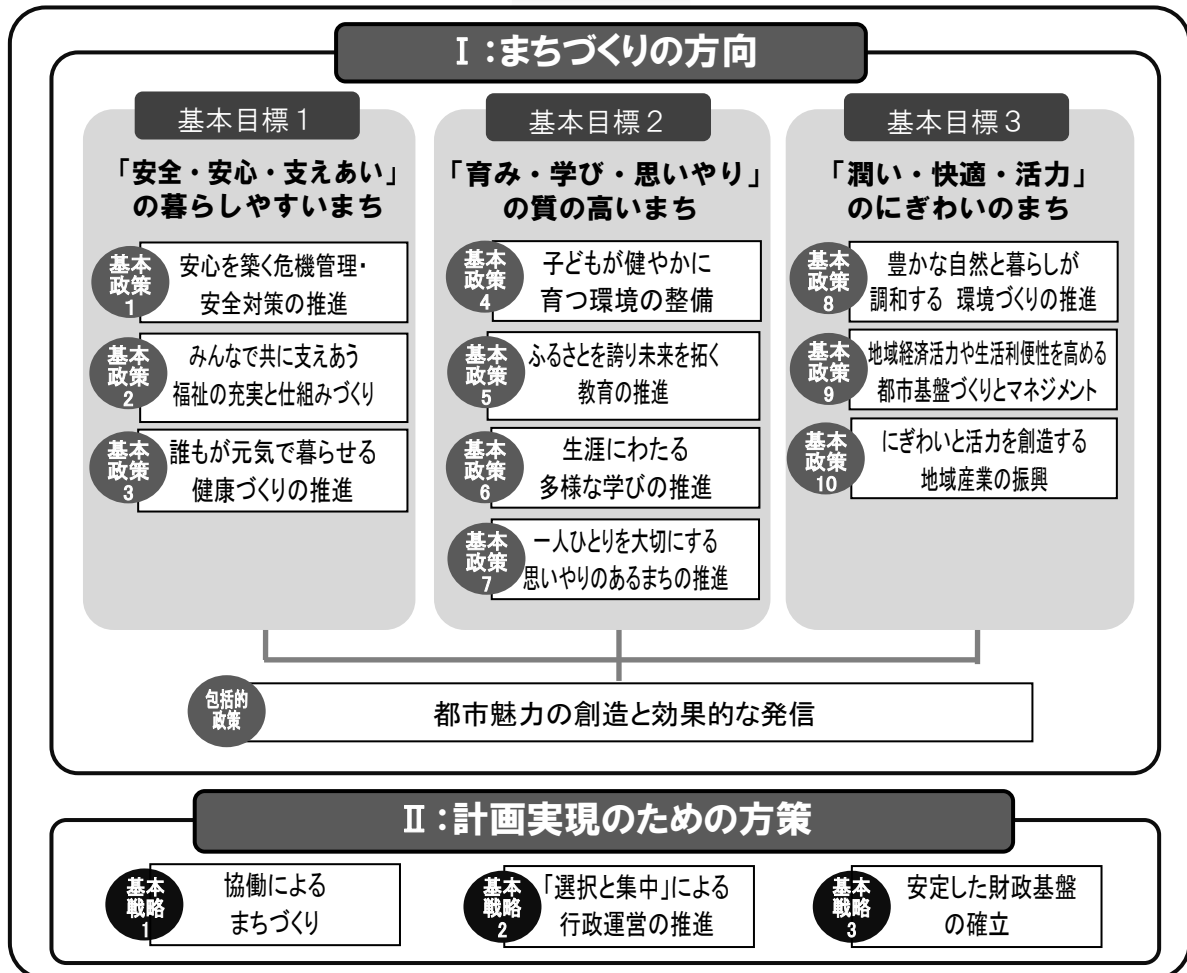 Ⅰ：まちづくりの方向
基本目標１
「安全・安心・支えあい」
の暮らしやすいまち
基本
政策
1
安心を築く危機管理・
安全対策の推進
基本
政策
2
みんなで共に支えあう
福祉の充実と仕組みづくり
基本
政策
3
誰もが元気で暮らせる
健康づくりの推進
基本目標２
「育み・学び・思いやり」
の質の高いまち
基本
政策
4
子どもが健やかに
育つ環境の整備
基本
政策
5
ふるさとを誇り未来を拓く
教育の推進
基本
政策
6
生涯にわたる
多様な学びの推進
基本
政策
7
一人ひとりを大切にする
思いやりのあるまちの推進
基本目標３
「潤い・快適・活力」
のにぎわいのまち
基本
政策
8
豊かな自然と暮らしが
調和する 環境づくりの推進
基本
政策
9
地域経済活力や生活利便性を高める
都市基盤づくりとマネジメント
基本
政策
10
にぎわいと活力を創造する
地域産業の振興
包括的
政策
都市魅力の創造と効果的な発信
Ⅱ：計画実現のための方策
基本
戦略
1
協働による
まちづくり
基本
戦略
2
「選択と集中」による
行政運営の推進
基本
戦略
3
安定した財政基盤
の確立